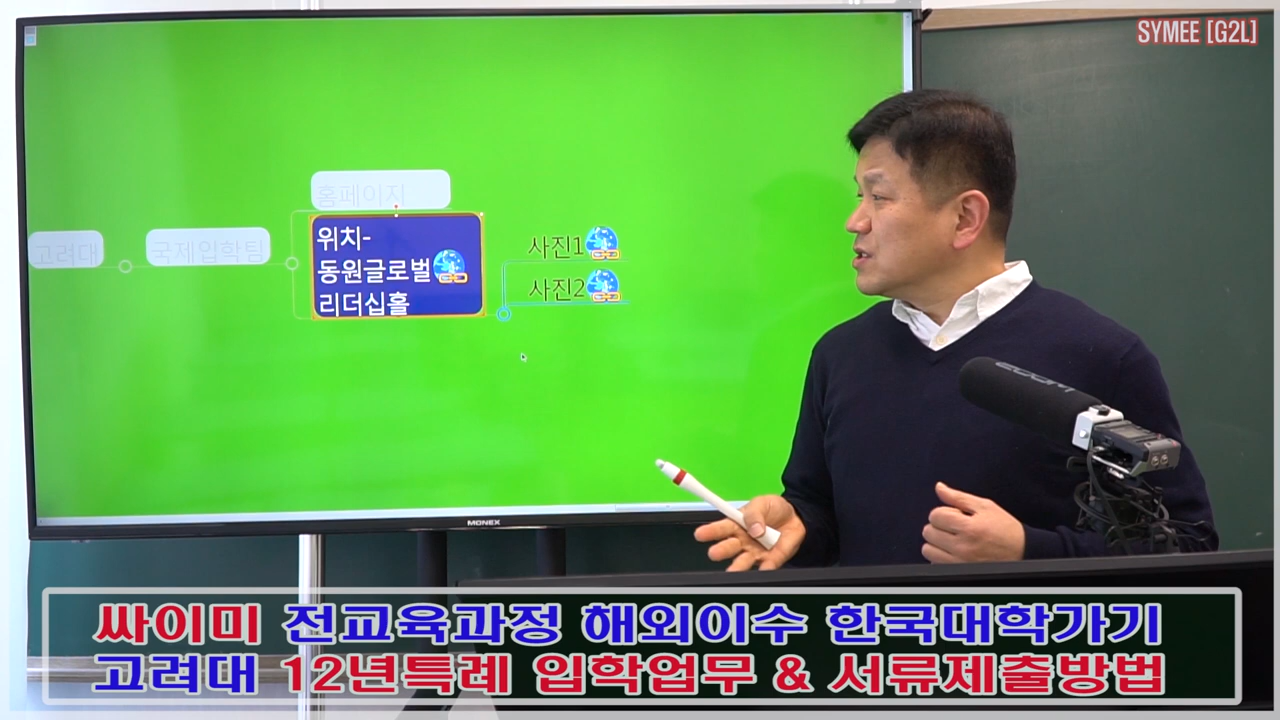 SYMEE [G2L]
홈페이지
고려대
국제입학팀
위치-
동원글로벌
리더십홀
사진1
사진2
ZOOM
MONEX
싸이미 전교육과정 해외이수 한국대학가기
고려대 12년특례 입학업무 & 서류제출방법